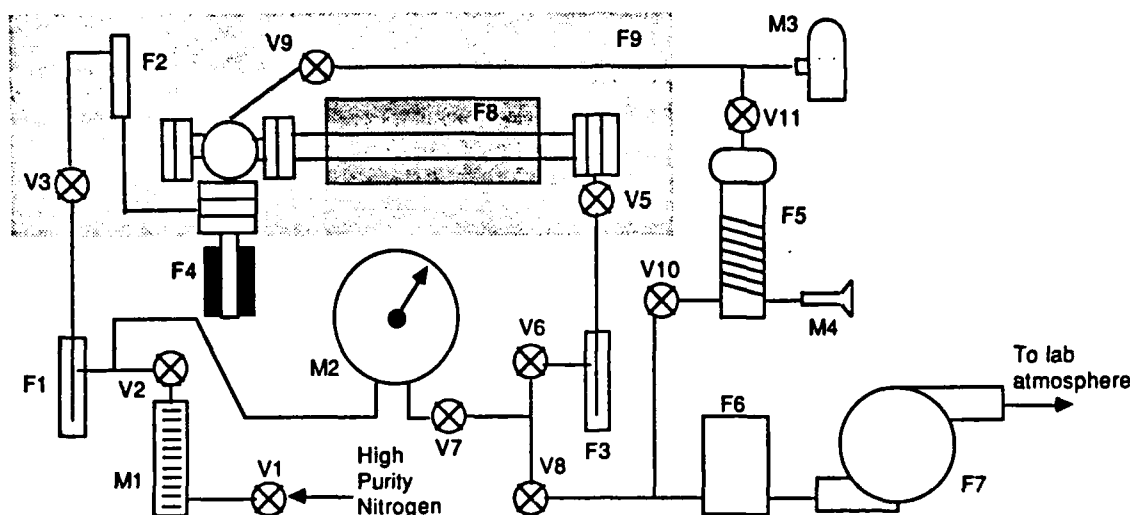 F2
V9
F9
M3
F8
V11
V3
V5
F5
F4
V10
V6
M4
M2
To lab
atmosphere
F1
V2
F6
V7
F3
M1
V1
High
Purity
Nitrogen
V8
F7